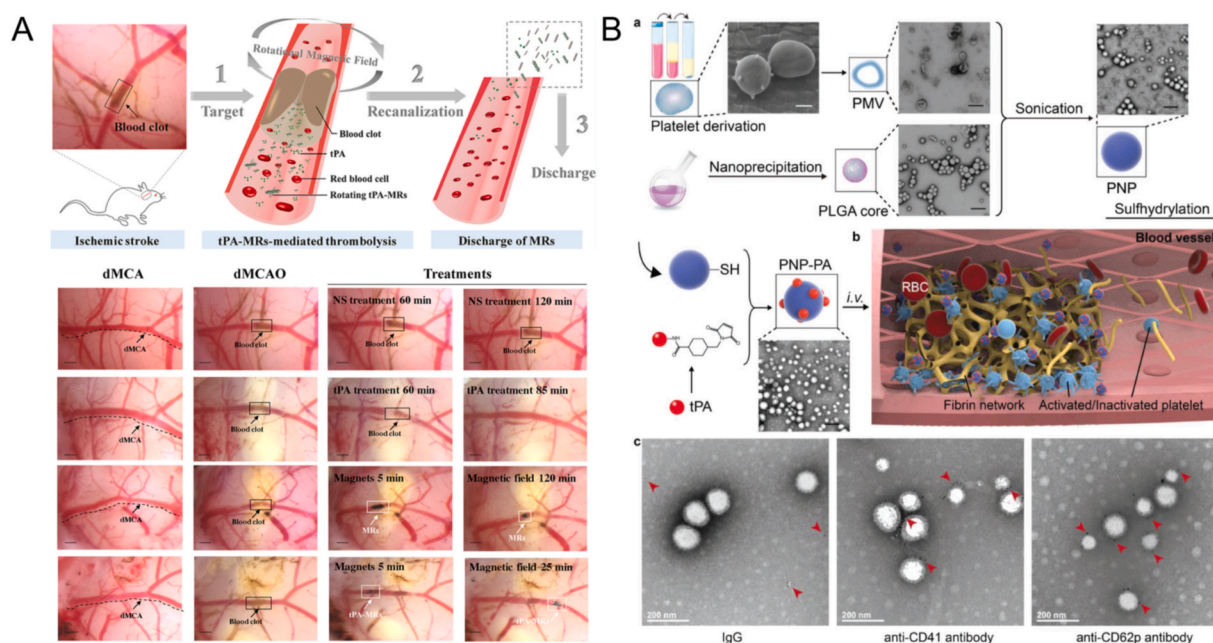 A
Blood clot
1
Target
Rotational Magnetic
Field
Blood clot
tPA
Red blood cell
Rotating tPA-MRs
2
Recanalization
3
Discharge
Ischemic stroke
tPA-MRs-mediated thrombolysis
Discharge of MRs
dMCA
dMCAO
Treatments
dMCA
Blood clot
NS treatment 60 min
Blood clot
NS treatment 120 min
Blood clot
dMCA
Blood clot
tPA treatment 60 min
Blood clot
tPA treatment 85 min
dMCA
Blood clot
Magnets 5 min
MRs
Magnetic field 120 min
MRs
dMCA
Blood clot
Magnets 5 min
tPA-MRs
Magnetic field 25 min
tPA-MRs
B
a
Platelet derivation
PMV
Nanoprecipitation
PLGA core
Sonication
PNP
Sulfhydrylation
SH
PNP-PA
i.v.
tPA
b
Blood vessel
RBC
Fibrin network
Activated/Inactivated platelet
c
200 nm
200 nm
200 nm
IgG
anti-CD41 antibody
anti-CD62p antibody